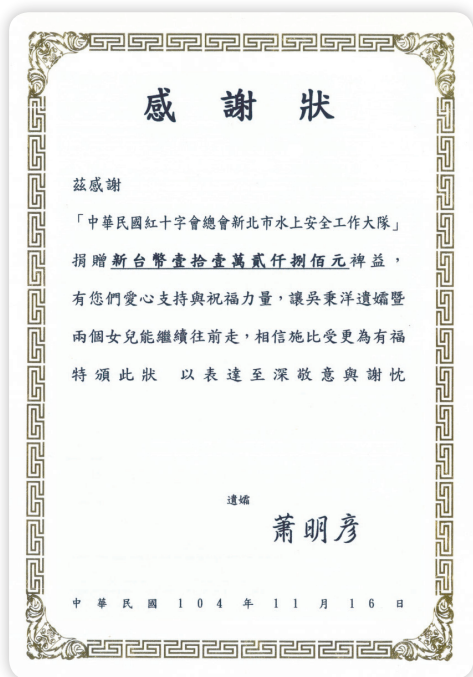 感謝狀
茲感謝
「中華民國紅十字會總會新北市水上安全工作大隊」
捐贈新台幣壹拾壹萬貳仟捌佰元裨益，
有您們愛心支持與祝福力量，讓吳秉洋遺孀暨
兩個女兒能繼續往前走，相信施比受更為有福
特頒此狀 以表達至深敬意與謝忱
遺孀
蕭明彥
中華民國104年11月16日